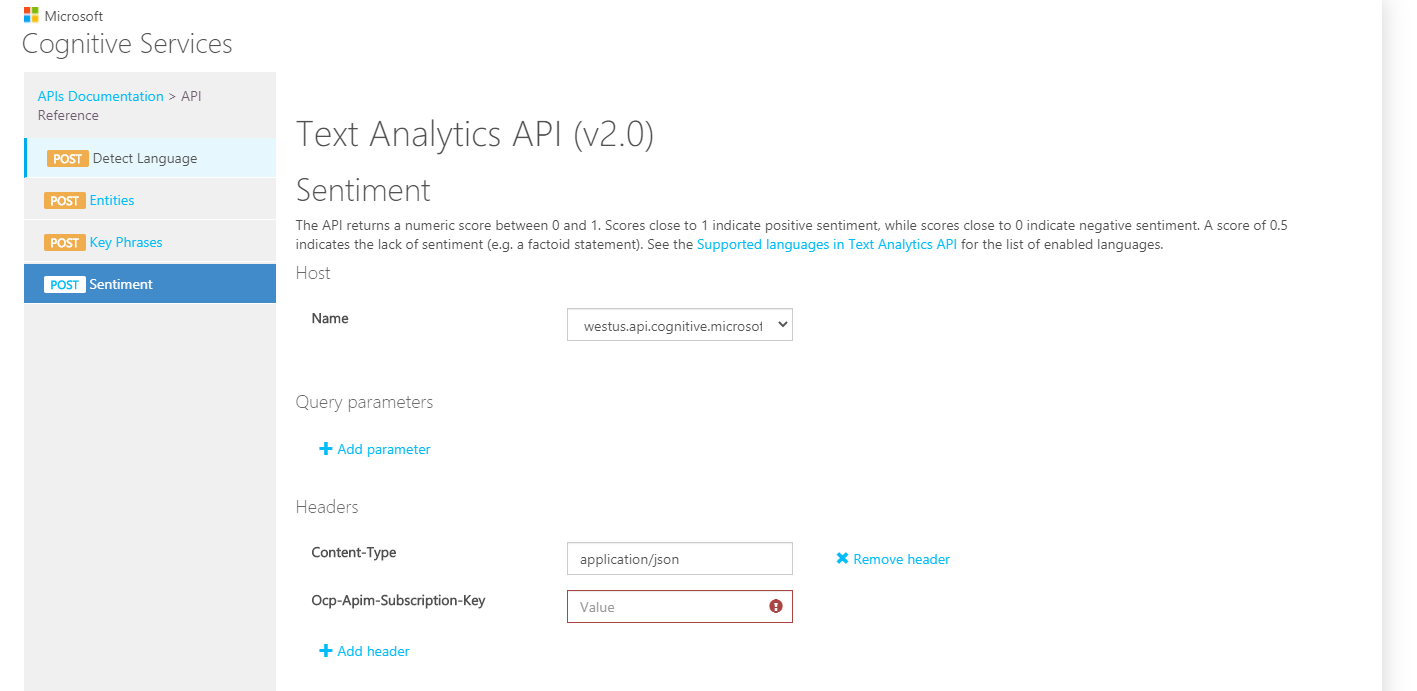 Microsoft
Cognitive Services
APIs Documentation > API
Reference
POST Detect Language
POST Entities
POST Key Phrases
POST Sentiment
Text Analytics API (v2.0)
Sentiment
The API returns a numeric score between 0 and 1. Scores close to 1 indicate positive sentiment, while scores close to 0 indicate negative sentiment. A score of 0.5
indicates the lack of sentiment (e.g. a factoid statement). See the Supported languages in Text Analytics API for the list of enabled languages.
Host
Name westus.api.cognitive.microsof
Query parameters
Add parameter
Headers
Content-Type application/json Remove header
Ocp-Apim-Subscription-Key Value
Add header